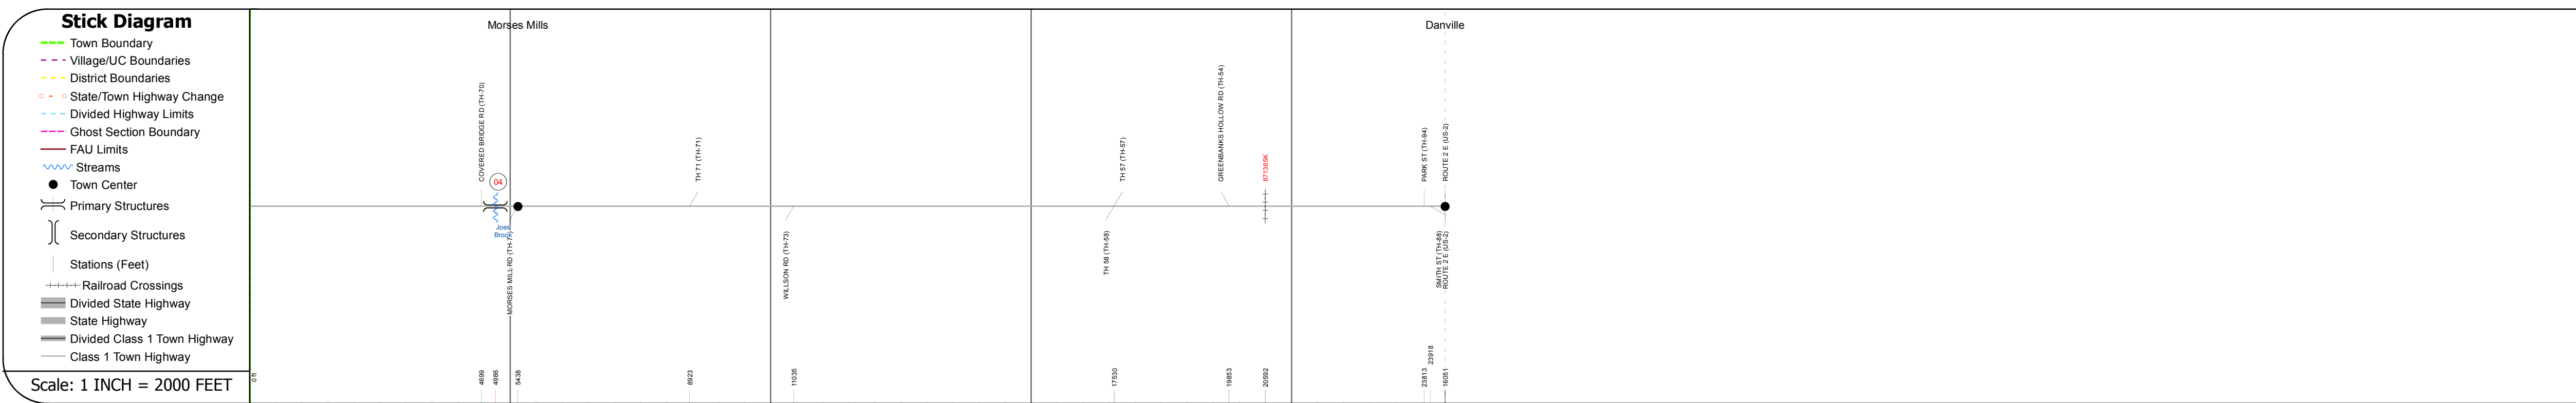 Stick Diagram
Town Boundary
Village/UC Boundaries
District Boundaries
State/Town Highway Change
Divided Highway Limits
Ghost Section Boundary
FAU Limits
Streams
Town Center
Primary Structures
Secondary Structures
Stations (Feet)
Railroad Crossings
Divided State Highway
State Highway
Divided Class 1 Town Highway
Class 1 Town Highway
Scale: 1 INCH = 2000 FEET
Morses Mills
Danville
COVERED BRIDGE RD (TH-70)
04
Joes
Brook
TH 71 (TH-71)
WILLSON RD (TH-73)
TH 57 (TH-57)
TH 58 (TH-58)
GREENBANKS HOLLOW RD (TH-54)
871365K
PARK ST (TH-94)
ROUTE 2 E (US-2)
SMITH ST (TH-88)
ROUTE 2 E (US-2)
0 ft
4699
4986
5438
8923
11035
17530
19853
20592
23813
23918
16051